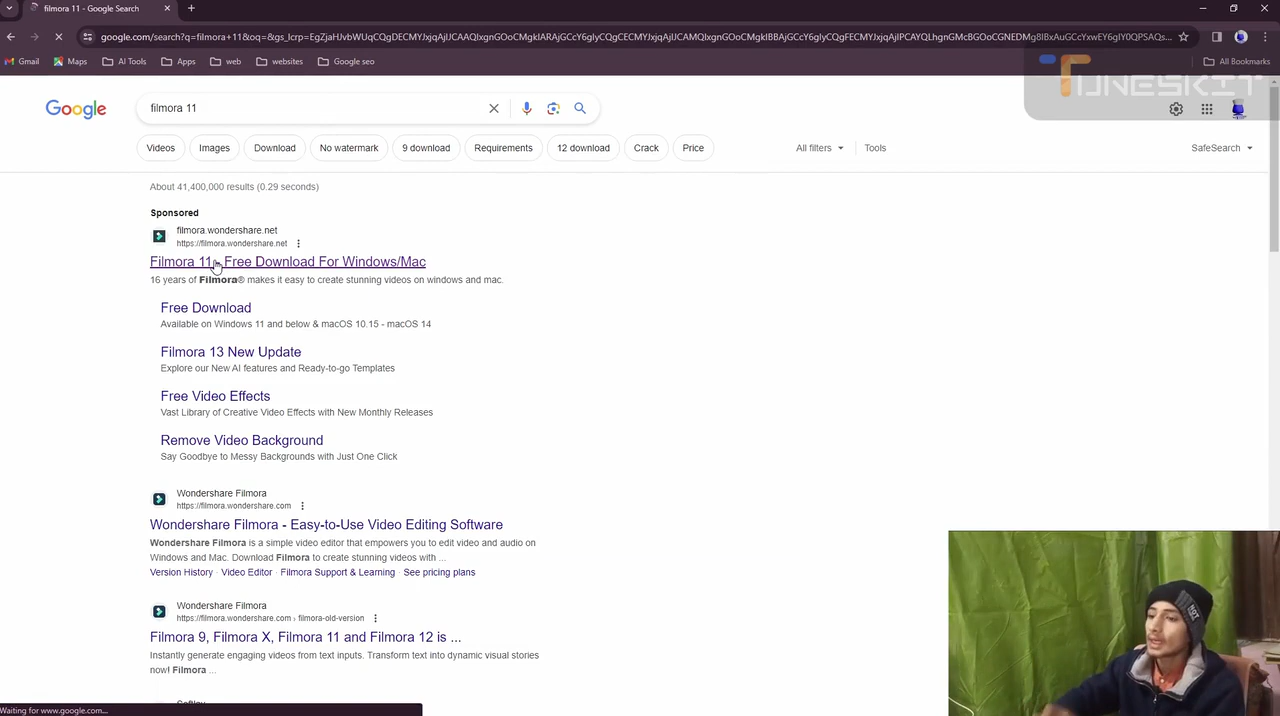 filmora 11 - Google Search
google.com/search?q=filmora+11&oq=&gs_lcrp=
Gmail
Maps
AI Tools
Apps
web
websites
Google seo
All Bookmarks
TUNESKIT
Google
filmora 11
Videos
Images
Download
No watermark
9 download
Requirements
12 download
Crack
Price
All filters
Tools
SafeSearch
About 41,400,000 results (0.29 seconds)
Sponsored
filmora.wondershare.net
https://filmora.wondershare.net
Filmora 11 - Free Download For Windows/Mac
16 years of Filmora® makes it easy to create stunning videos on windows and mac.
Free Download
Available on Windows 11 and below & macOS 10.15 - macOS 14
Filmora 13 New Update
Explore our New AI features and Ready-to-go Templates
Free Video Effects
Vast Library of Creative Video Effects with New Monthly Releases
Remove Video Background
Say Goodbye to Messy Backgrounds with Just One Click
Wondershare Filmora
https://filmora.wondershare.com
Wondershare Filmora - Easy-to-Use Video Editing Software
Wondershare Filmora is a simple video editor that empowers you to edit video and audio on
Windows and Mac. Download Filmora to create stunning videos with ...
Version History · Video Editor · Filmora Support & Learning · See pricing plans
Wondershare Filmora
https://filmora.wondershare.com › filmora-old-version
Filmora 9, Filmora X, Filmora 11 and Filmora 12 is ...
Instantly generate engaging videos from text inputs. Transform text into dynamic visual stories
now! Filmora ...
Waiting for www.google.com...
NOT